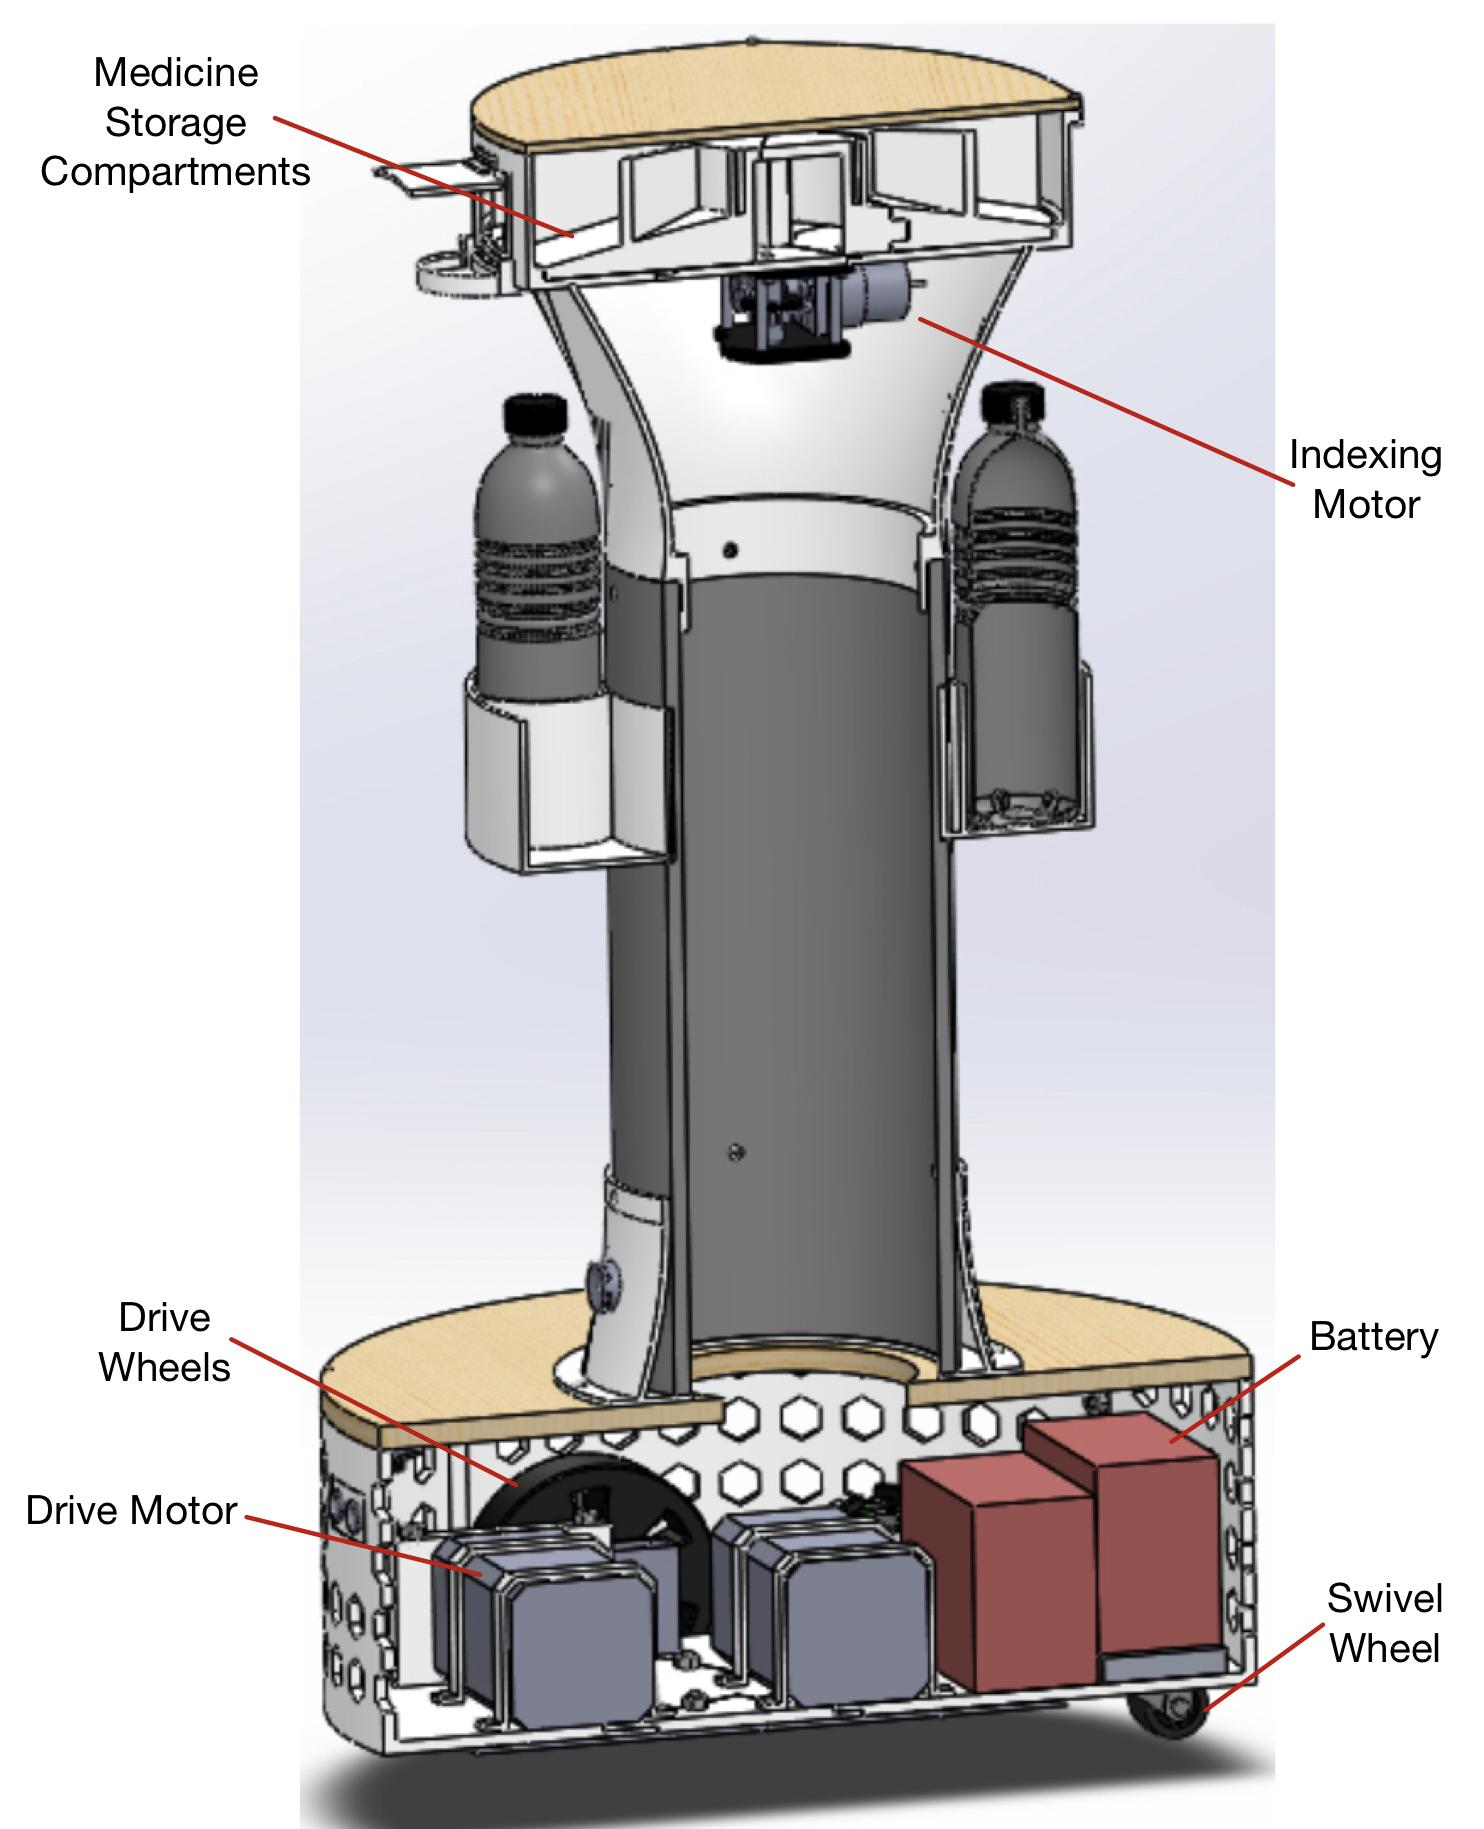 Medicine
Storage
Compartments
Indexing
Motor
Drive
Wheels
Battery
Drive Motor
Swivel
Wheel